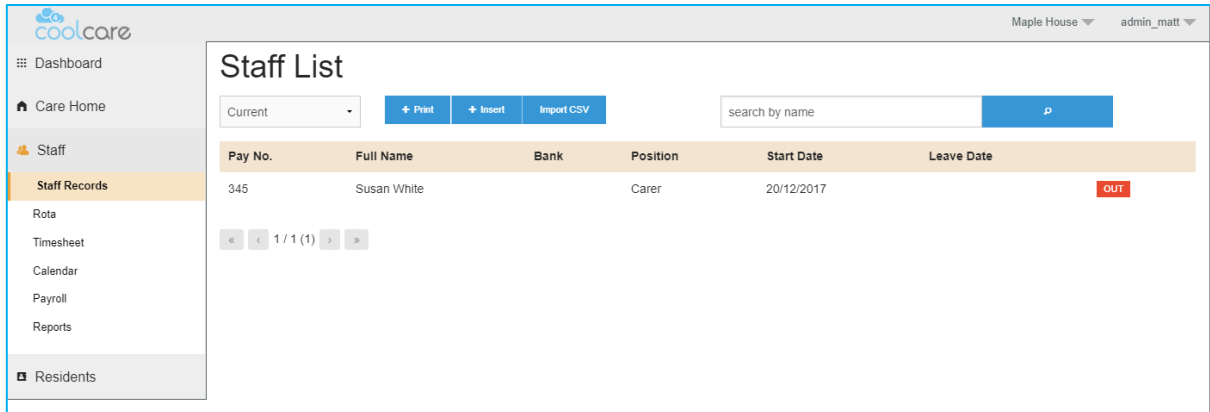 coolcare
Maple House admin_matt
Dashboard
Care Home
Staff
Staff Records
Rota
Timesheet
Calendar
Payroll
Reports
Residents
Staff List
Current + Print + Insert Import CSV search by name
Pay No. Full Name Bank Position Start Date Leave Date
345 Susan White Carer 20/12/2017 OUT
« ‹ 1 / 1 (1) › »